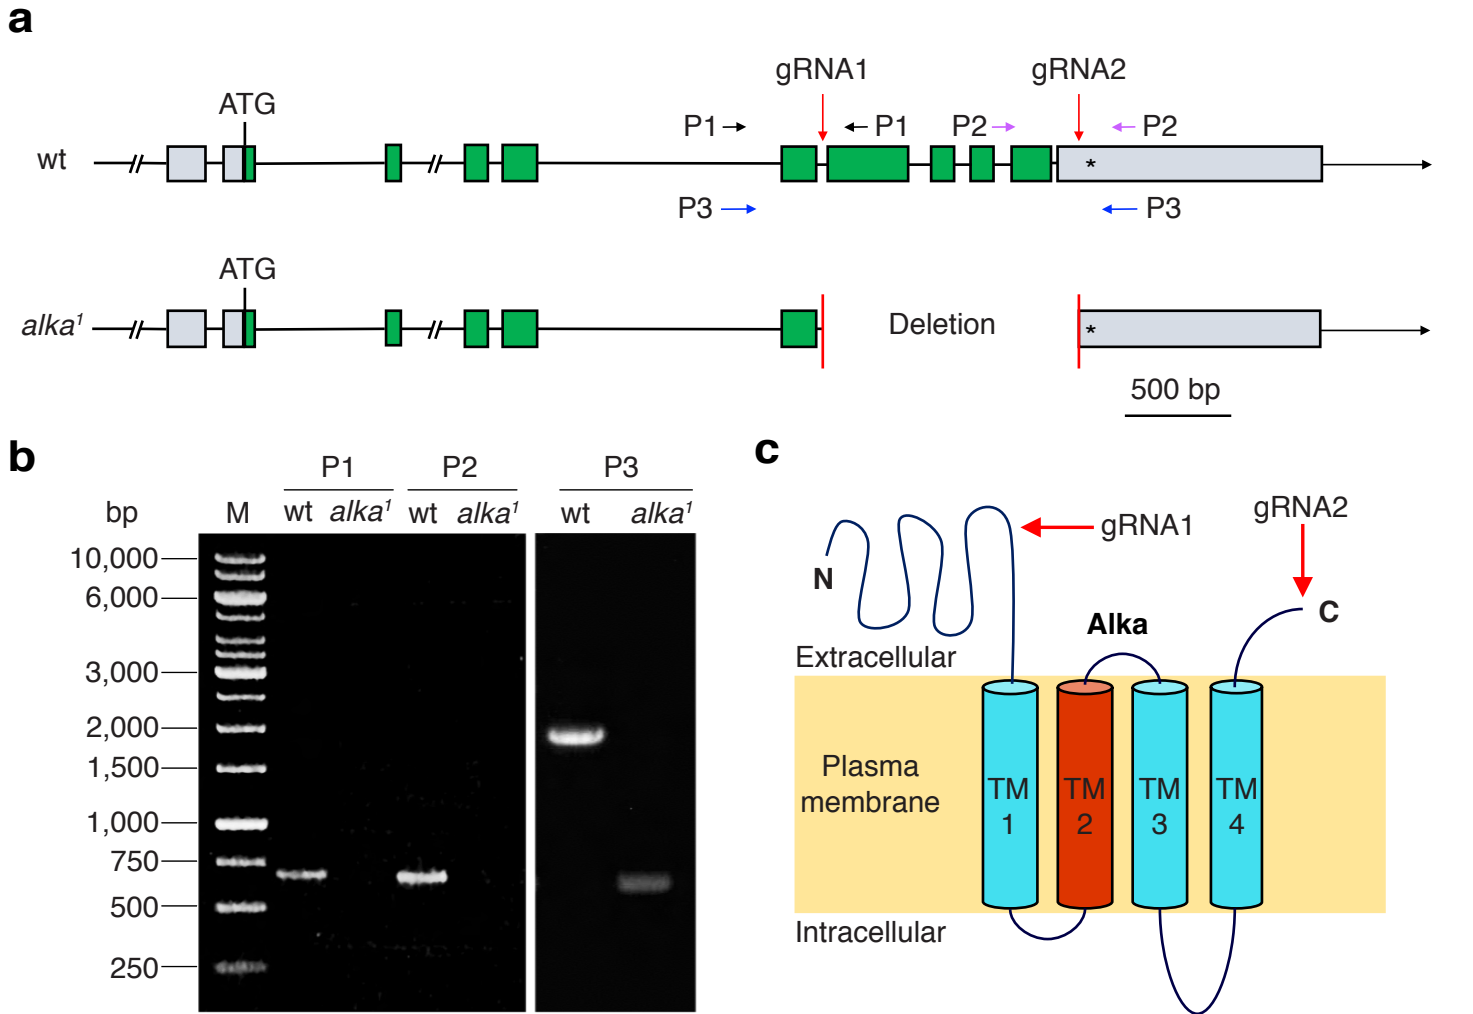 a
gRNA1 gRNA2
ATG
P1 P1 P2 P2
wt
*
P3 P3
ATG
alka¹
Deletion
*
500 bp
b
P1 P2 P3
bp M wt alka¹ wt alka¹ wt alka¹
10,000
6,000
3,000
2,000
1,500
1,000
750
500
250
c
gRNA2
gRNA1
N
C
Alka
Extracellular
Plasma
membrane
TM
1
TM
2
TM
3
TM
4
Intracellular